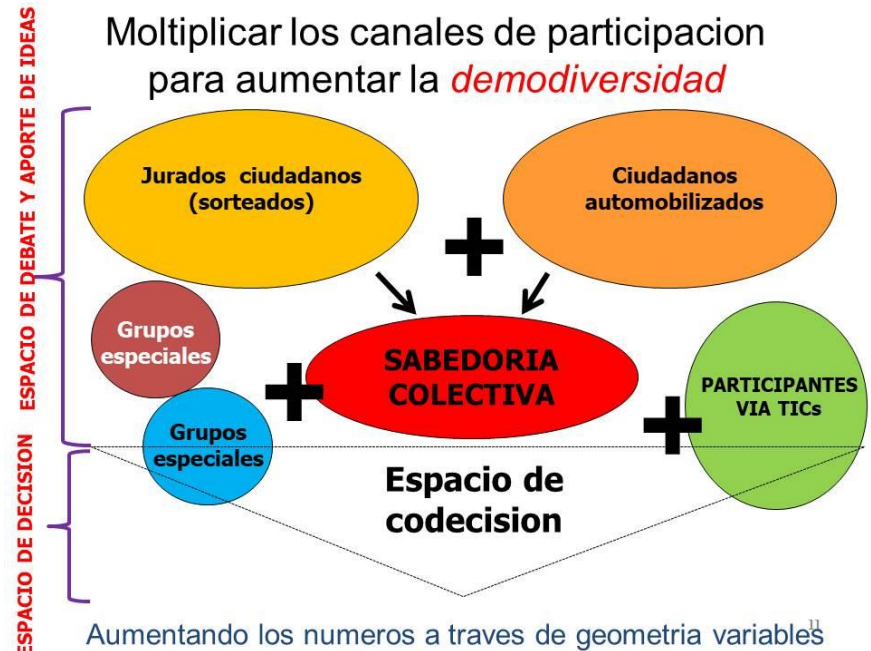 Moltiplicar los canales de participacion
para aumentar la demodiversidad
ESPACIO DE DEBATE Y APORTE DE IDEAS
Jurados ciudadanos
(sorteados)
Ciudadanos
automobilizados
+
Grupos
especiales
+
SABEDORIA
COLECTIVA
+
PARTICIPANTES
VIA TICs
Grupos
especiales
ESPACIO DE DECISION
Espacio de
codecision
Aumentando los numeros a traves de geometria variables
11